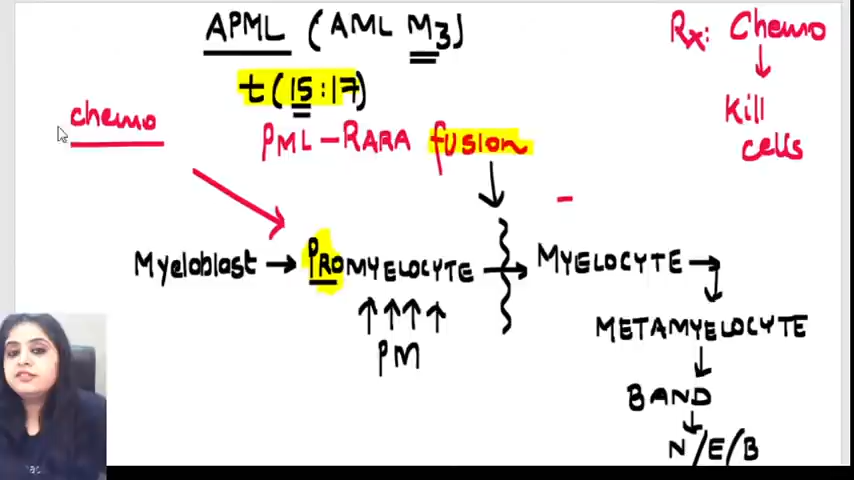 APML (AML M3)
t(15:17)
PML-RARA fusion
Rx: Chemo
Kill
cells
chemo
Myeloblast → PROMYELOCYTE → MYELOCYTE →
↑↑↑↑
PM
METAMYELOCYTE
↓
BAND
↓
N/E/B